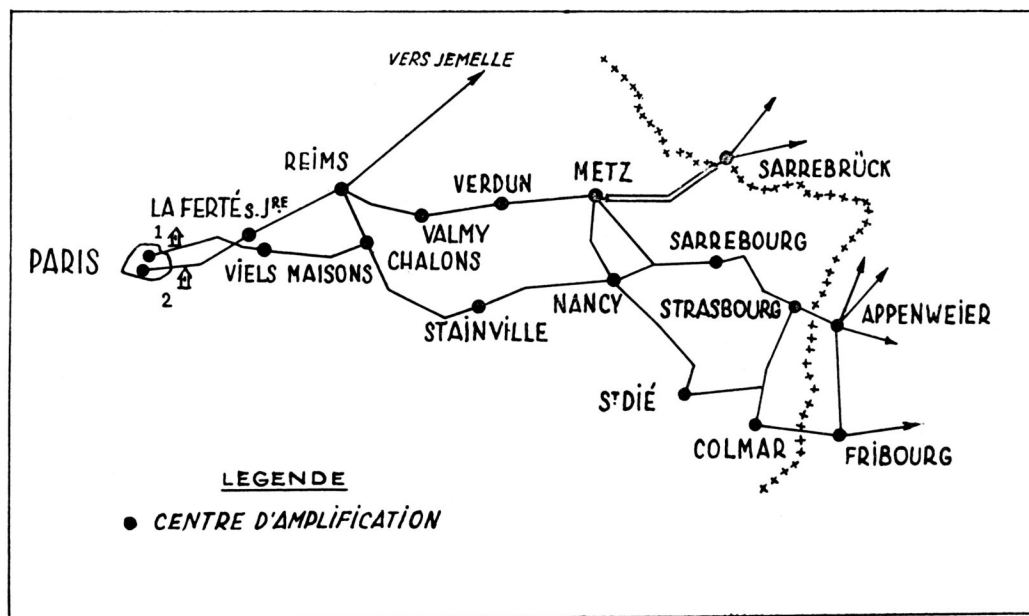 VERS JEMELLE
REIMS
METZ
SARREBRÜCK
VERDUN
LA FERTÉ S. JRE
1
VALMY
SARREBOURG
PARIS
VIELS MAISONS
CHALONS
2
NANCY
STRASBOURG
APPENWEIER
STAINVILLE
ST DIÉ
COLMAR
FRIBOURG
LEGENDE
CENTRE D'AMPLIFICATION